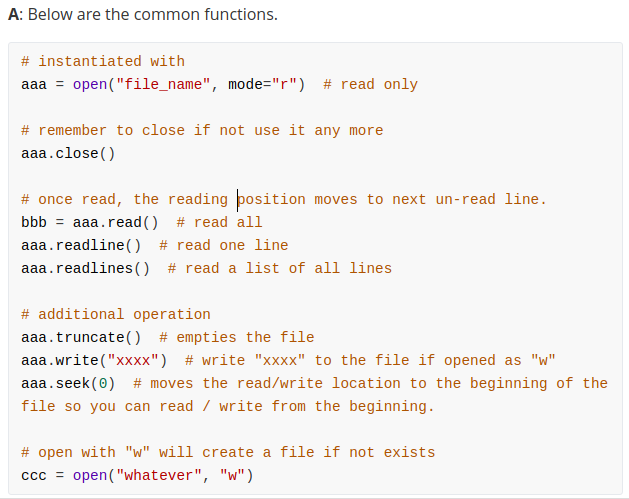 A: Below are the common functions.
# instantiated with
aaa = open("file_name", mode="r")  # read only
# remember to close if not use it any more
aaa.close()
# once read, the reading position moves to next un-read line.
bbb = aaa.read()  # read all
aaa.readline()  # read one line
aaa.readlines()  # read a list of all lines
# additional operation
aaa.truncate()  # empties the file
aaa.write("xxxx")  # write "xxxx" to the file if opened as "w"
aaa.seek(0)  # moves the read/write location to the beginning of the
file so you can read / write from the beginning.
# open with "w" will create a file if not exists
ccc = open("whatever", "w")